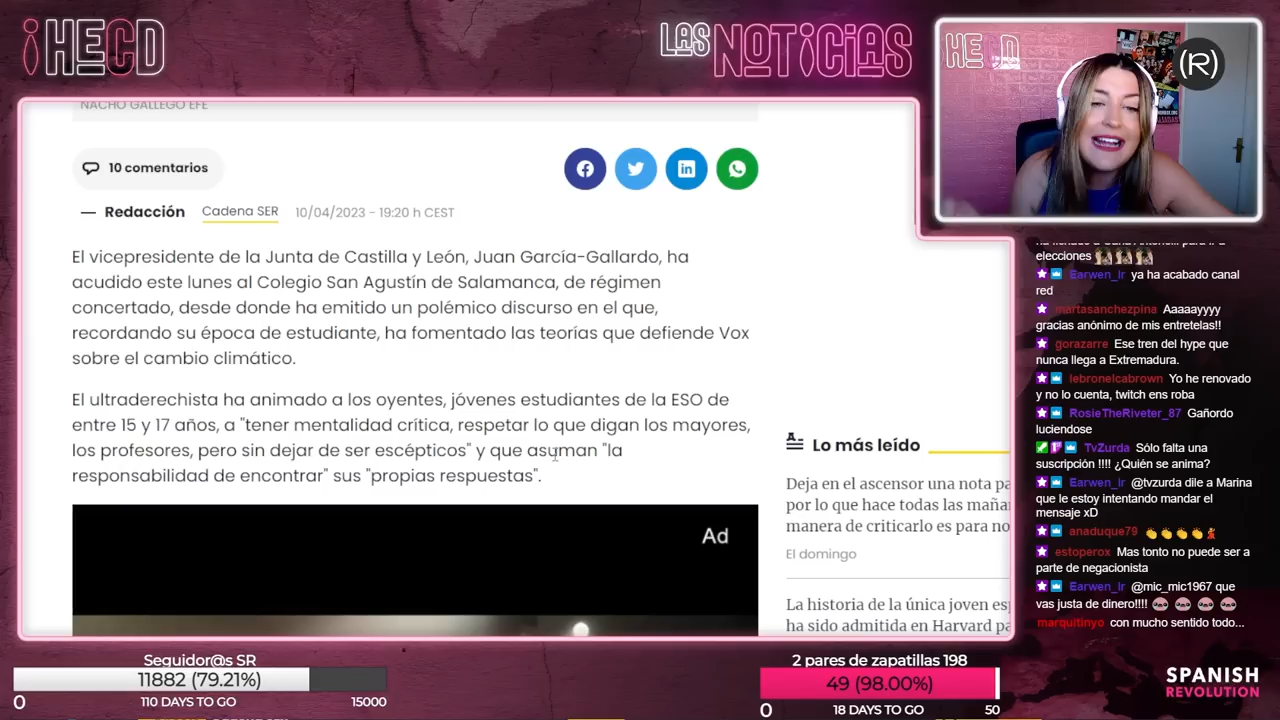 ¡HECD
LAS NOTICIAS
HECD
(R)
NACHO GALLEGO EFE
10 comentarios
— Redacción Cadena SER 10/04/2023 - 19:20 h CEST
El vicepresidente de la Junta de Castilla y León, Juan García-Gallardo, ha
acudido este lunes al Colegio San Agustín de Salamanca, de régimen
concertado, desde donde ha emitido un polémico discurso en el que,
recordando su época de estudiante, ha fomentado las teorías que defiende Vox
sobre el cambio climático.
El ultraderechista ha animado a los oyentes, jóvenes estudiantes de la ESO de
entre 15 y 17 años, a "tener mentalidad crítica, respetar lo que digan los mayores,
los profesores, pero sin dejar de ser escépticos" y que asuman "la
responsabilidad de encontrar" sus "propias respuestas".
Ad
Lo más leído
Deja en el ascensor una nota pa
por lo que hace todas las maña
manera de criticarlo es para no
El domingo
La historia de la única joven es
ha sido admitida en Harvard pa
elecciones
Earwen_Ir ya ha acabado canal
red
martasanchezpina Aaaaayyyy
gracias anónimo de mis entretelas!!
gorazarre Ese tren del hype que
nunca llega a Extremadura.
lebronelcabrown Yo he renovado
y no lo cuenta, twitch ens roba
RosieTheRiveter_87 Gañordo
luciendose
TvZurda Sólo falta una
suscripción !!!! ¿Quién se anima?
Earwen_Ir @tvzurda dile a Marina
que le estoy intentando mandar el
mensaje xD
anaduque79
estoperox Mas tonto no puede ser a
parte de negacionista
Earwen_Ir @mic_mic1967 que
vas justa de dinero!!!!
marquitinyo con mucho sentido todo...
Seguidor@s SR
11882 (79.21%)
0 110 DAYS TO GO 15000
2 pares de zapatillas 198
49 (98.00%)
0 18 DAYS TO GO 50
SPANISH
REVOLUTION